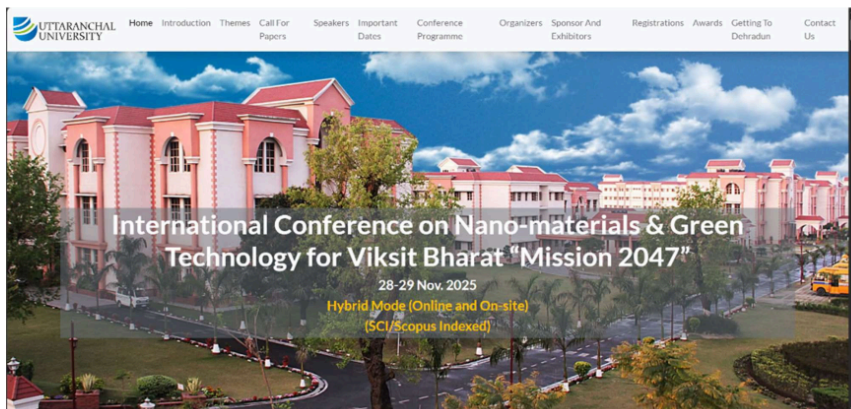 UTTARANCHAL
UNIVERSITY
Home Introduction Themes Call For Papers Speakers Important Dates Conference Programme Organizers Sponsor And Exhibitors Registrations Awards Getting To Dehradun Contact Us
International Conference on Nano-materials & Green
Technology for Viksit Bharat “Mission 2047”
28-29 Nov. 2025
Hybrid Mode (Online and On-site)
(SCI/Scopus Indexed)